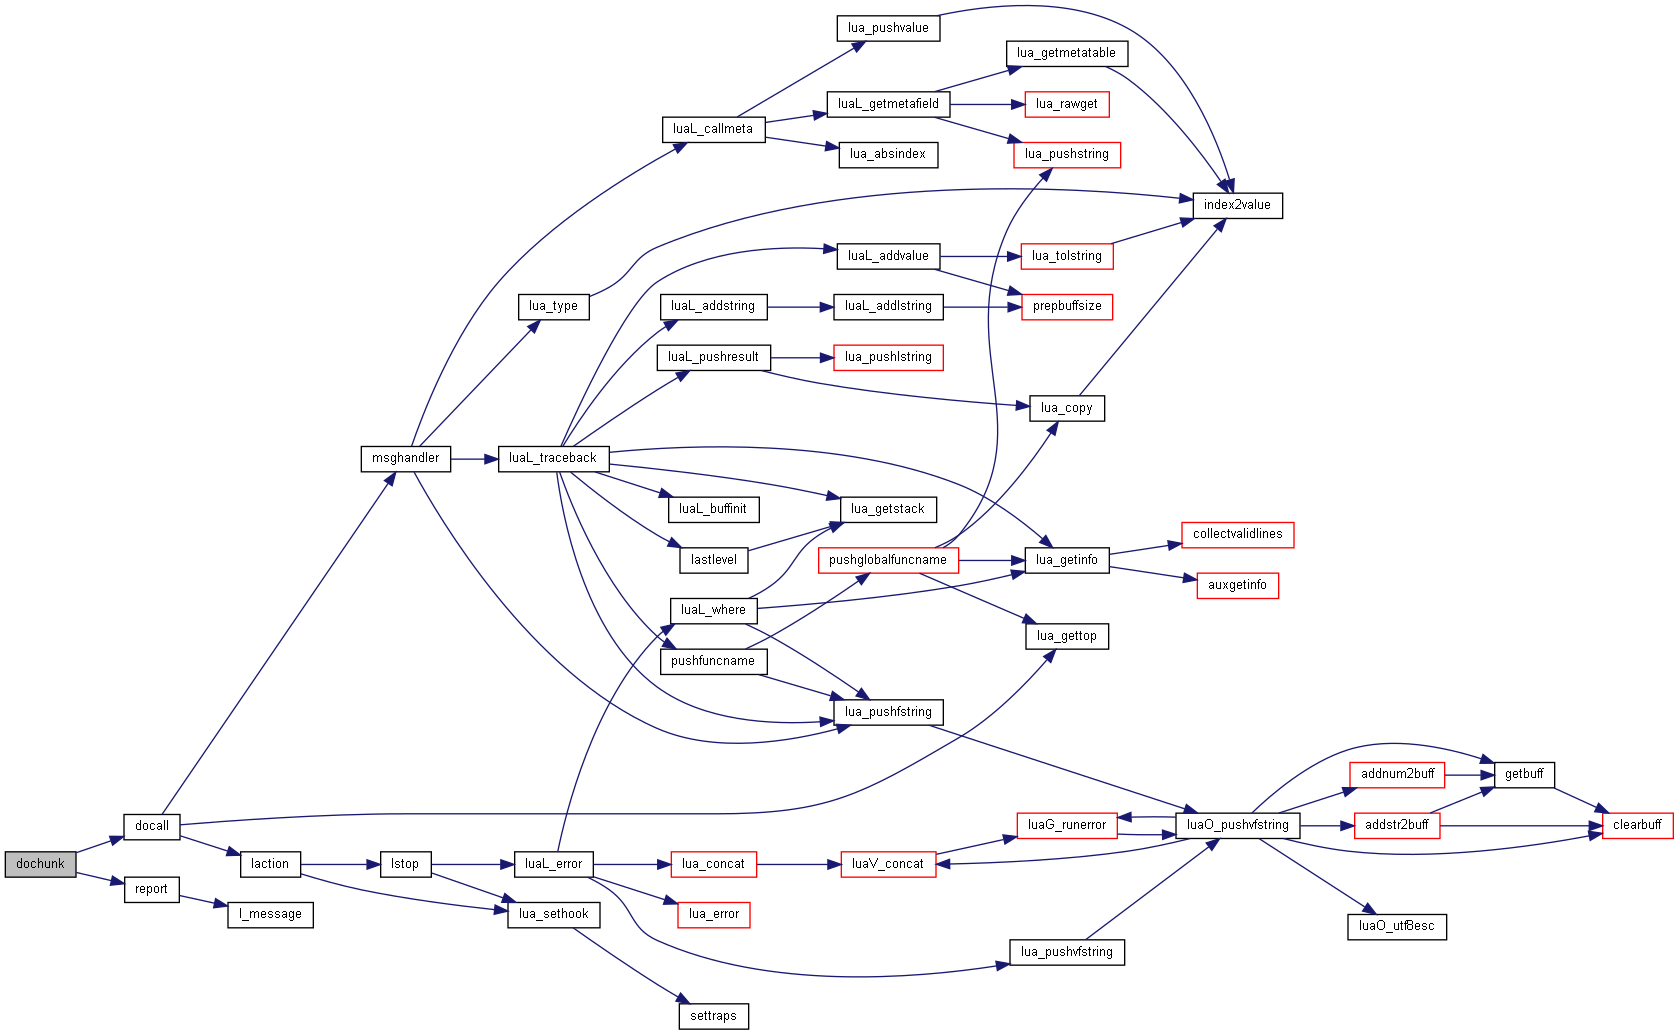 lua_pushvalue
lua_getmetatable
luaL_getmetafield
lua_rawget
luaL_callmeta
lua_absindex
lua_pushstring
index2value
luaL_addvalue
lua_tolstring
lua_type
luaL_addstring
luaL_addlstring
prepbuffsize
luaL_pushresult
lua_pushlstring
lua_copy
msghandler
luaL_traceback
luaL_buffinit
lua_getstack
collectvalidlines
lastlevel
pushglobalfuncname
lua_getinfo
auxgetinfo
luaL_where
lua_gettop
pushfuncname
lua_pushfstring
addnum2buff
getbuff
docall
luaG_runerror
luaO_pushvfstring
addstr2buff
clearbuff
dochunk
laction
lstop
luaL_error
lua_concat
luaV_concat
report
l_message
lua_sethook
lua_error
luaO_utf8esc
lua_pushvfstring
settraps